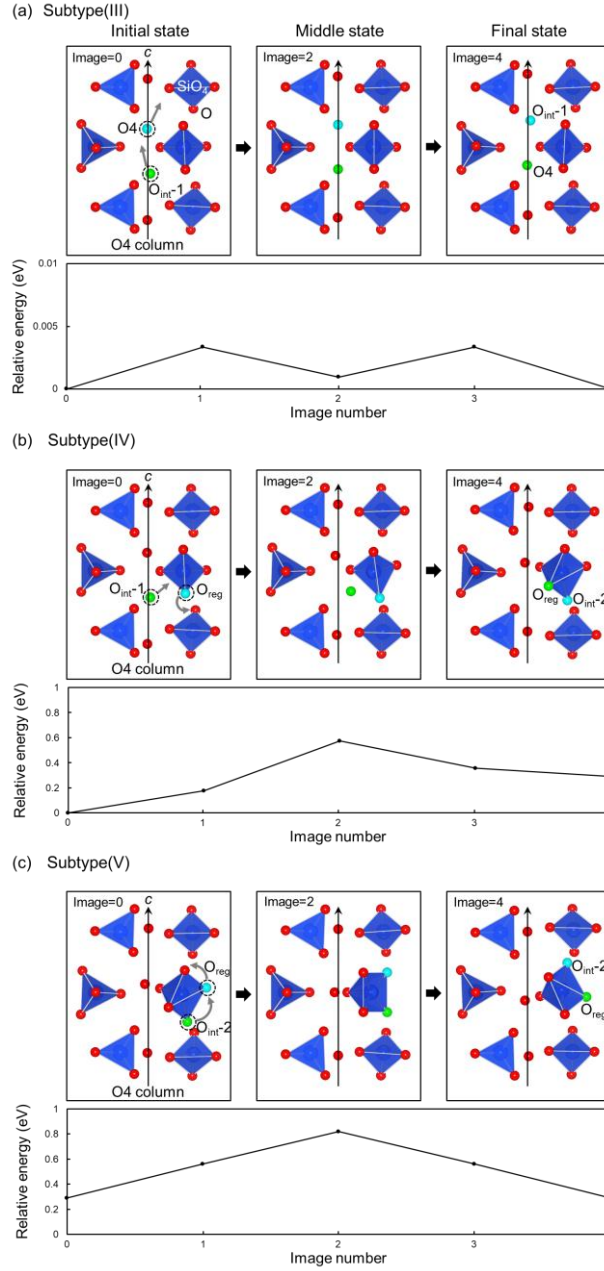 (a) Subtype(III)
Initial state
Middle state
Final state
Image=0
c
SiO4
O
O4
Oint-1
O4 column
Image=2
Image=4
Oint-1
O4
Relative energy (eV)
0.01
0.005
0
0
1
2
3
Image number
(b) Subtype(IV)
Image=0
c
Oint-1
Oreg
O4 column
Image=2
Image=4
Oreg
Oint-2
Relative energy (eV)
1
0.8
0.6
0.4
0.2
0
0
1
2
3
Image number
(c) Subtype(V)
Image=0
c
Oreg
Oint-2
O4 column
Image=2
Image=4
Oint-2
Oreg
Relative energy (eV)
1
0.8
0.6
0.4
0.2
0
0
1
2
3
Image number